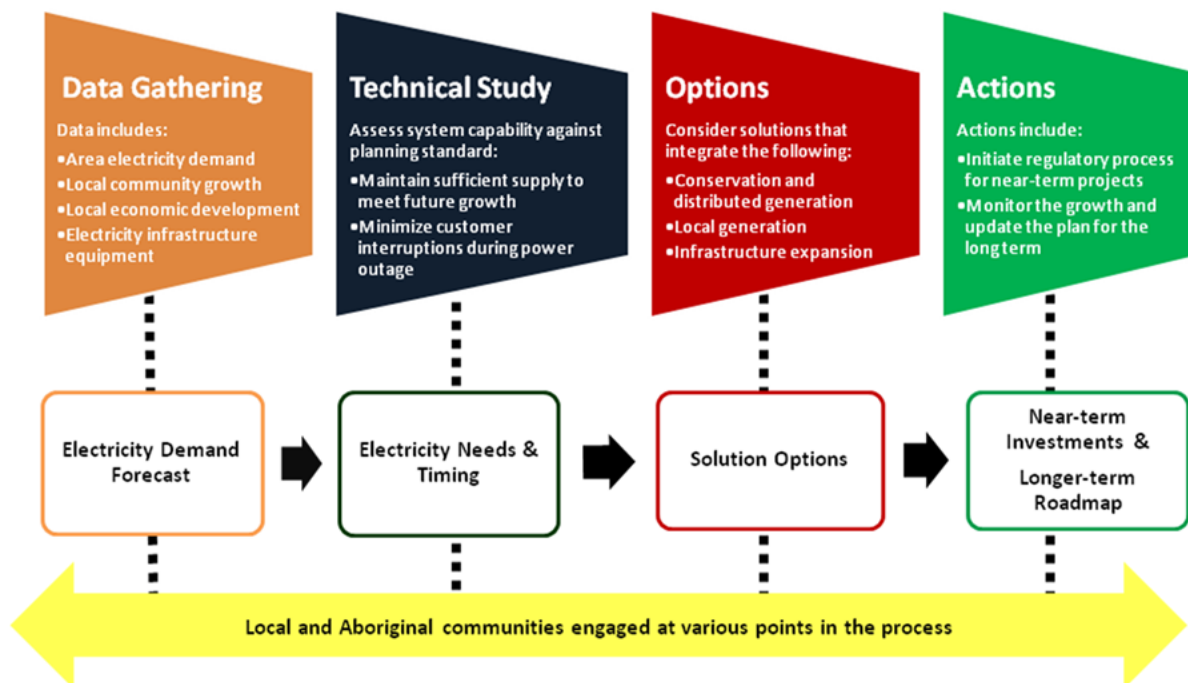 Data Gathering
Data includes:
•Area electricity demand
•Local community growth
•Local economic development
•Electricity infrastructure
equipment
Technical Study
Assess system capability against
planning standard:
•Maintain sufficient supply to
meet future growth
•Minimize customer
interruptions during power
outage
Options
Consider solutions that
integrate the following:
•Conservation and
distributed generation
•Local generation
•Infrastructure expansion
Actions
Actions include:
•Initiate regulatory process
for near-term projects
•Monitor the growth and
update the plan for the
long term
Electricity Demand
Forecast
Electricity Needs &
Timing
Solution Options
Near-term
Investments &
Longer-term
Roadmap
Local and Aboriginal communities engaged at various points in the process